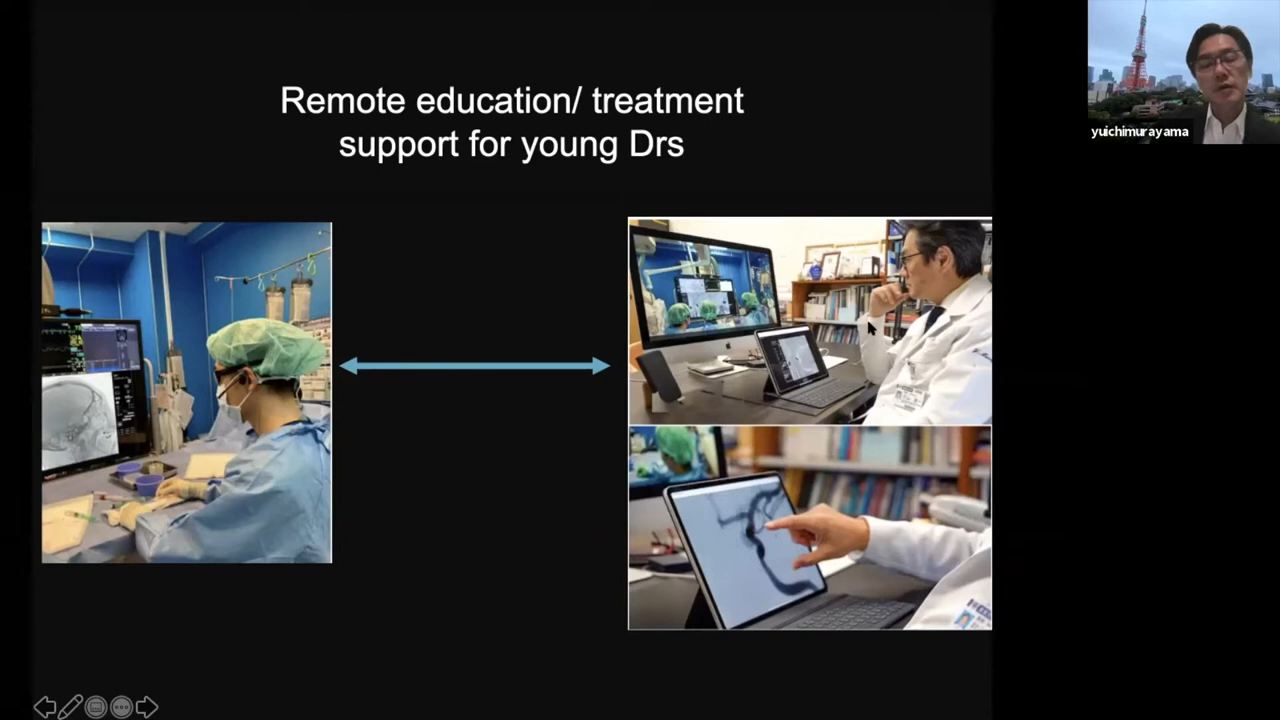 Remote education/ treatment
support for young Drs
yuichimurayama